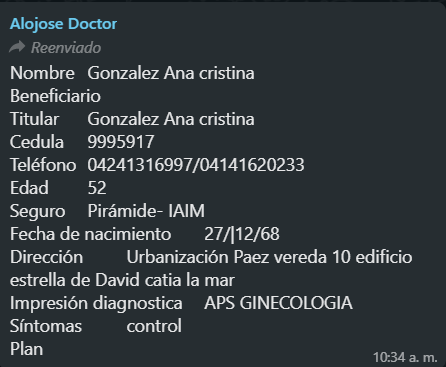 Alojose Doctor
Reenviado
Nombre Gonzalez Ana cristina
Beneficiario
Titular Gonzalez Ana cristina
Cedula 9995917
Teléfono 04241316997/04141620233
Edad 52
Seguro Pirámide- IAIM
Fecha de nacimiento 27/|12/68
Dirección Urbanización Paez vereda 10 edificio
estrella de David catia la mar
Impresión diagnostica APS GINECOLOGIA
Síntomas control
Plan
10:34 a. m.